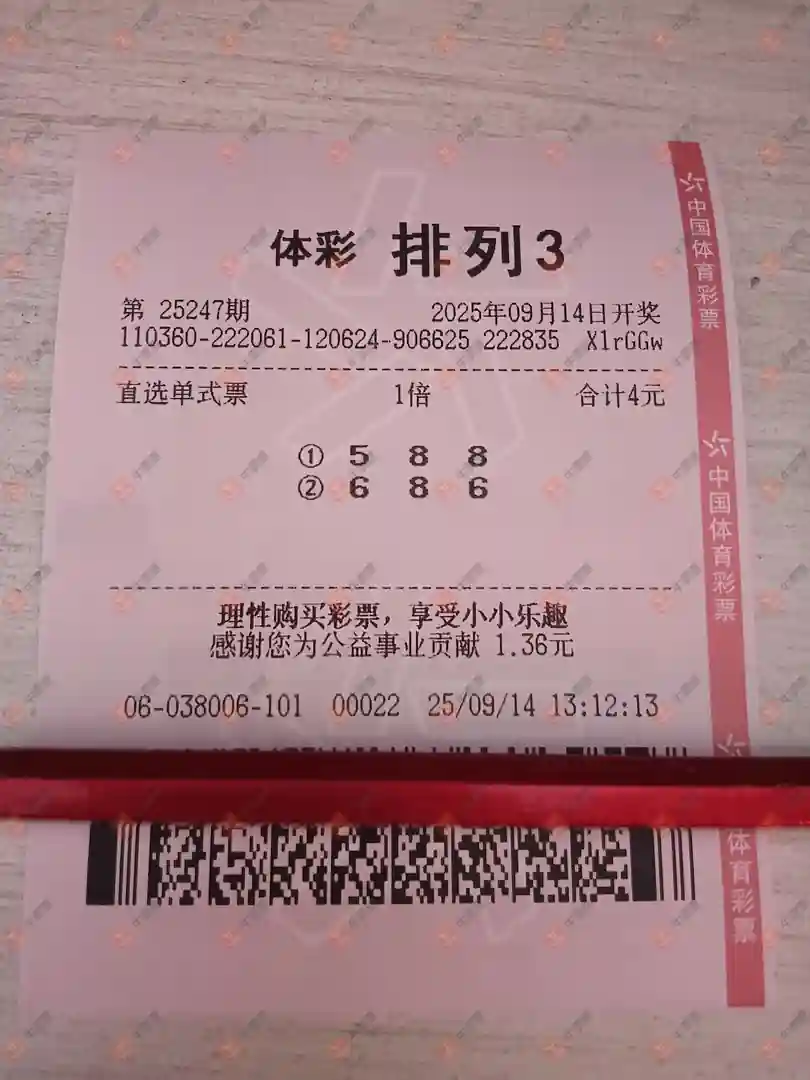 体彩 排列3
第 25247期 2025年09月14日开奖
110360-222061-120624-906625 222835 X1rGGw
直选单式票 1倍 合计4元
① 5 8 8
② 6 8 6
理性购买彩票，享受小小乐趣
感谢您为公益事业贡献 1.36元
06-038006-101 00022 25/09/14 13:12:13
中国体育彩票
中国体育彩票
体育彩票